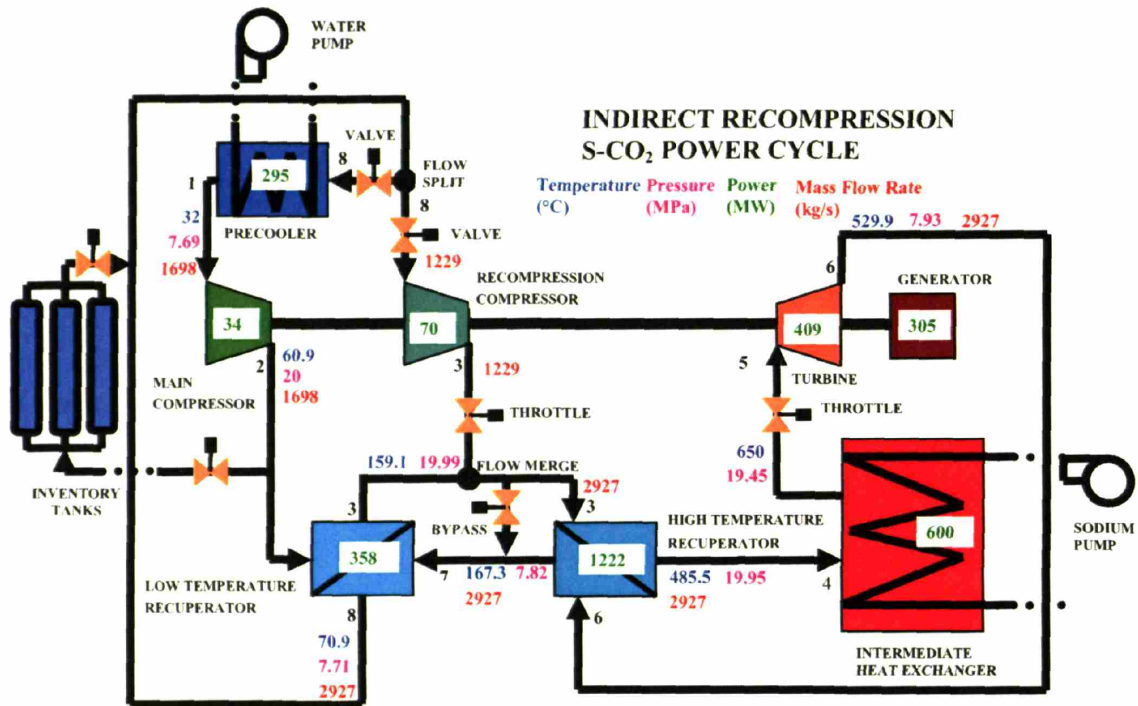 WATER
PUMP
INDIRECT RECOMPRESSION
S-CO₂ POWER CYCLE
Temperature Pressure Power Mass Flow Rate
(°C) (MPa) (MW) (kg/s)
VALVE
8
FLOW
SPLIT
1
295
PRECOOLER
32
7.69
1698
8
VALVE
1229
RECOMPRESSION
COMPRESSOR
529.9 7.93 2927
6
GENERATOR
34
70
409
305
2
60.9
20
1698
MAIN
COMPRESSOR
3
1229
THROTTLE
5
TURBINE
THROTTLE
650
19.45
159.1 19.99
FLOW MERGE
2927
3
3
BYPASS
INVENTORY
TANKS
358
1222
HIGH TEMPERATURE
RECUPERATOR
600
SODIUM
PUMP
LOW TEMPERATURE
RECUPERATOR
7
167.3 7.82
2927
485.5 19.95
2927
4
8
6
70.9
7.71
2927
INTERMEDIATE
HEAT EXCHANGER